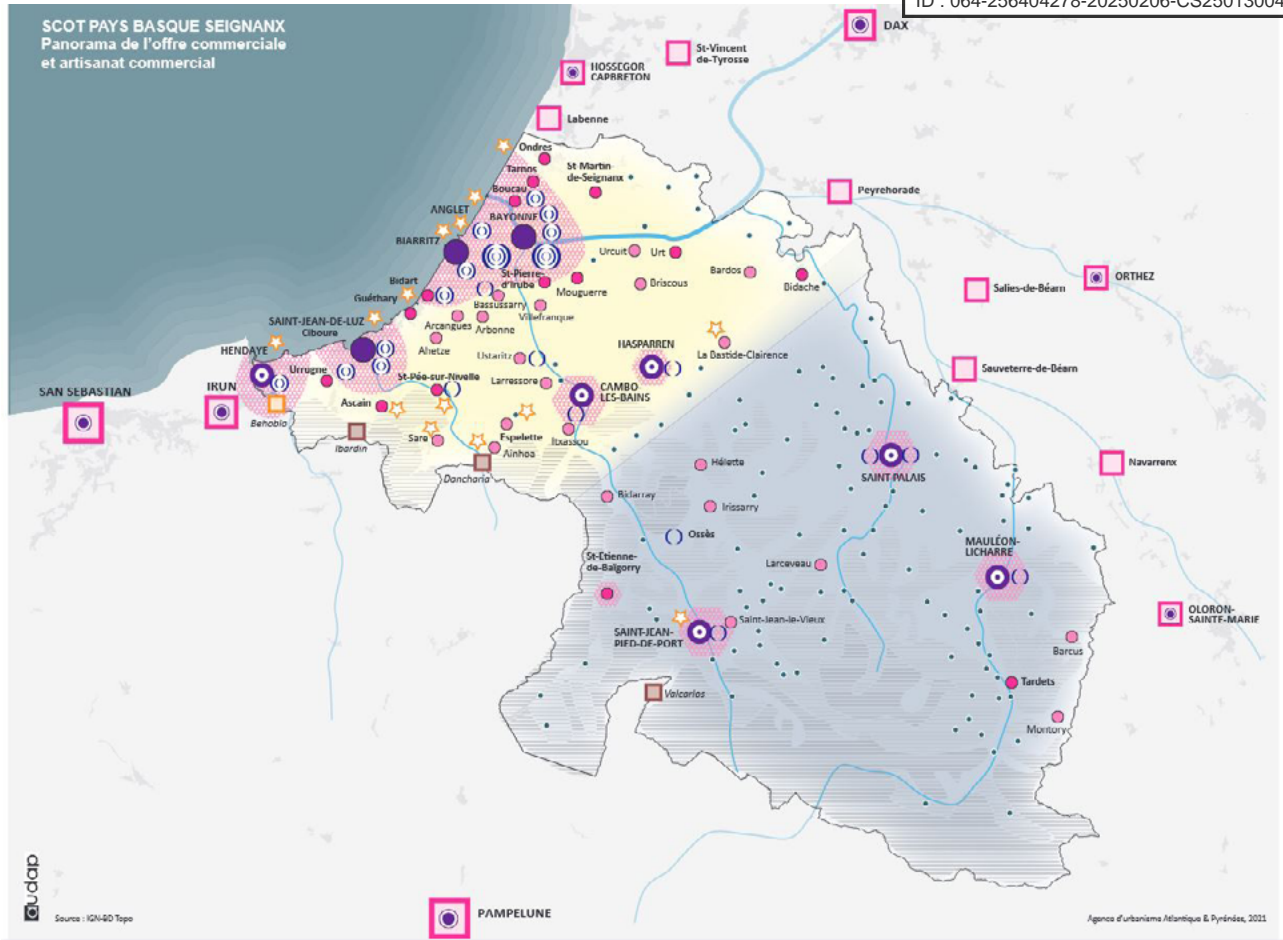 ID : 064-256404278-20250206-CS25013004
SCOT PAYS BASQUE SEIGNANX
Panorama de l'offre commerciale
et artisanat commercial
DAX
St-Vincent
de-Tyrosse
HOSSEGOR
CAPBRETON
Labenne
Ondres
Tarnos
St-Martin-
de-Seignanx
Boucau
Peyrehorade
ANGLET
BAYONNE
BIARRITZ
Urcuit
Urt
Bardos
Bidache
ORTHEZ
St-Pierre-
d'Irube
Mouguerre
Briscous
Salies-de-Béarn
Bidart
Bassussarry
Guéthary
Villefranque
Arcangues
Arbonne
SAINT-JEAN-DE-LUZ
Ciboure
Ahetze
HENDAYE
Ustaritz
HASPARREN
La Bastide-Clairence
Sauveterre-de-Béarn
Urrugne
St-Pée-sur-Nivelle
Larressore
CAMBO
LES-BAINS
SAN SEBASTIAN
IRUN
Behobia
Ascain
Ibardin
Sare
Espelette
Itxassou
Ainhoa
Dancharia
Hélette
SAINT-PALAIS
Navarrenx
Bidarray
Irissarry
Ossès
MAULÉON-
LICHARRE
St-Etienne-
de-Baïgorry
Larceveau
SAINT-JEAN-
PIED-DE-PORT
Saint-Jean-le-Vieux
OLORON-
SAINTE-MARIE
Barcus
Valcarlos
Tardets
Montory
audap
Source : IGN-BD Topo
PAMPELUNE
Agence d'urbanisme Atlantique & Pyrénées, 2021